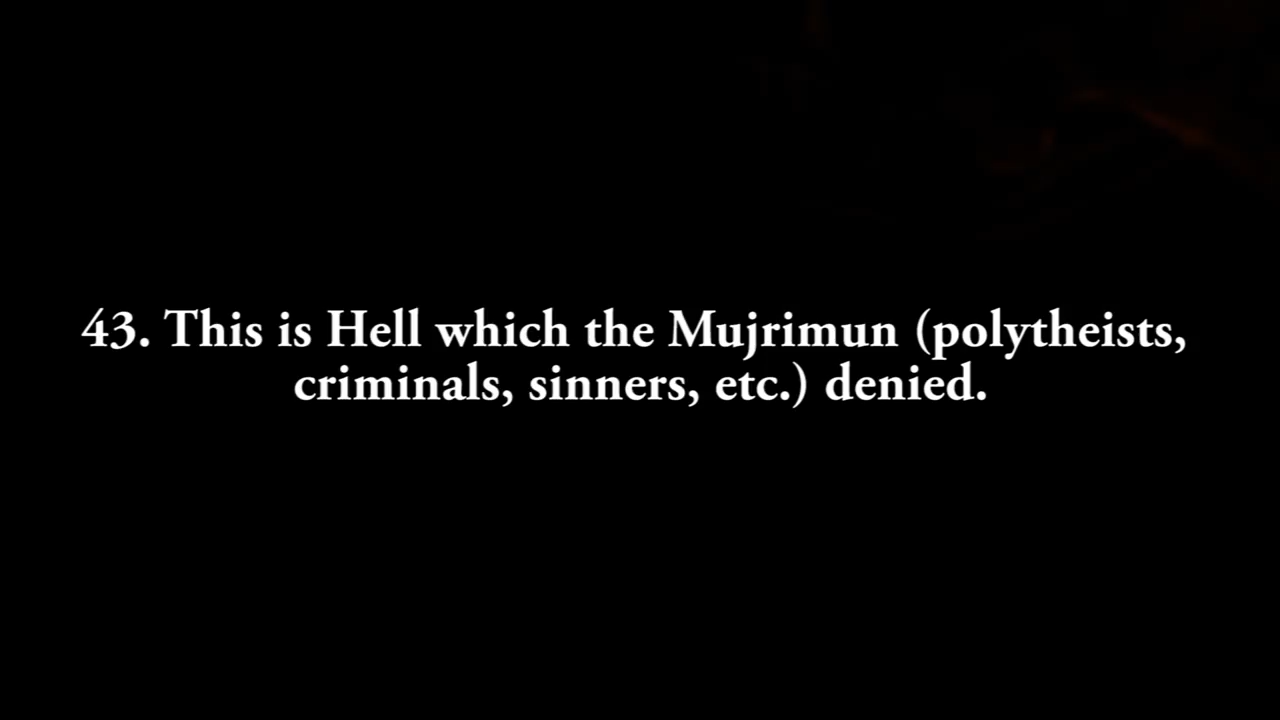 43. This is Hell which the Mujrimun (polytheists,
criminals, sinners, etc.) denied.